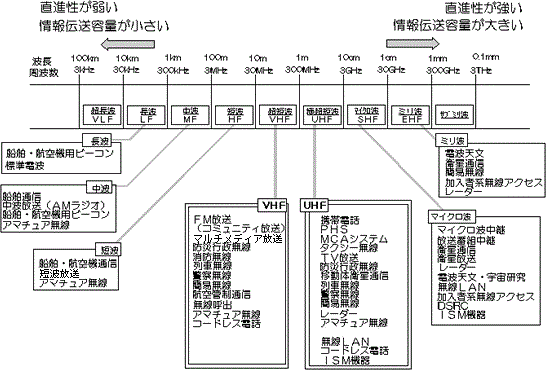 直進性が弱い
情報伝送容量が小さい
直進性が強い
情報伝送容量が大きい
波長 100km 10km 1km 100m 10m 1m 10cm 1cm 1mm 0.1mm
周波数 3kHz 30kHz 300kHz 3MHz 30MHz 300MHz 3GHz 30GHz 300GHz 3THz
超長波 VLF
長波 LF
中波 MF
短波 HF
超短波 VHF
極超短波 UHF
マイクロ波 SHF
ミリ波 EHF
サブミリ波
長波
船舶・航空機用ビーコン
標準電波
中波
船舶通信
中波放送(AMラジオ)
船舶・航空機用ビーコン
アマチュア無線
短波
船舶・航空機通信
短波放送
アマチュア無線
VHF
FM放送
(コミュニティ放送)
マルチメディア放送
防災行政無線
消防無線
列車無線
警察無線
簡易無線
航空管制通信
無線呼出
アマチュア無線
コードレス電話
UHF
携帯電話
PHS
MCAシステム
タクシー無線
TV放送
防災行政無線
移動体衛星通信
列車無線
警察無線
簡易無線
レーダー
アマチュア無線
無線LAN
コードレス電話
ISM機器
ミリ波
電波天文
衛星通信
簡易無線
加入者系無線アクセス
レーダー
マイクロ波
マイクロ波中継
放送番組中継
衛星通信
衛星放送
レーダー
電波天文・宇宙研究
無線LAN
加入者系無線アクセス
DSRC
ISM機器